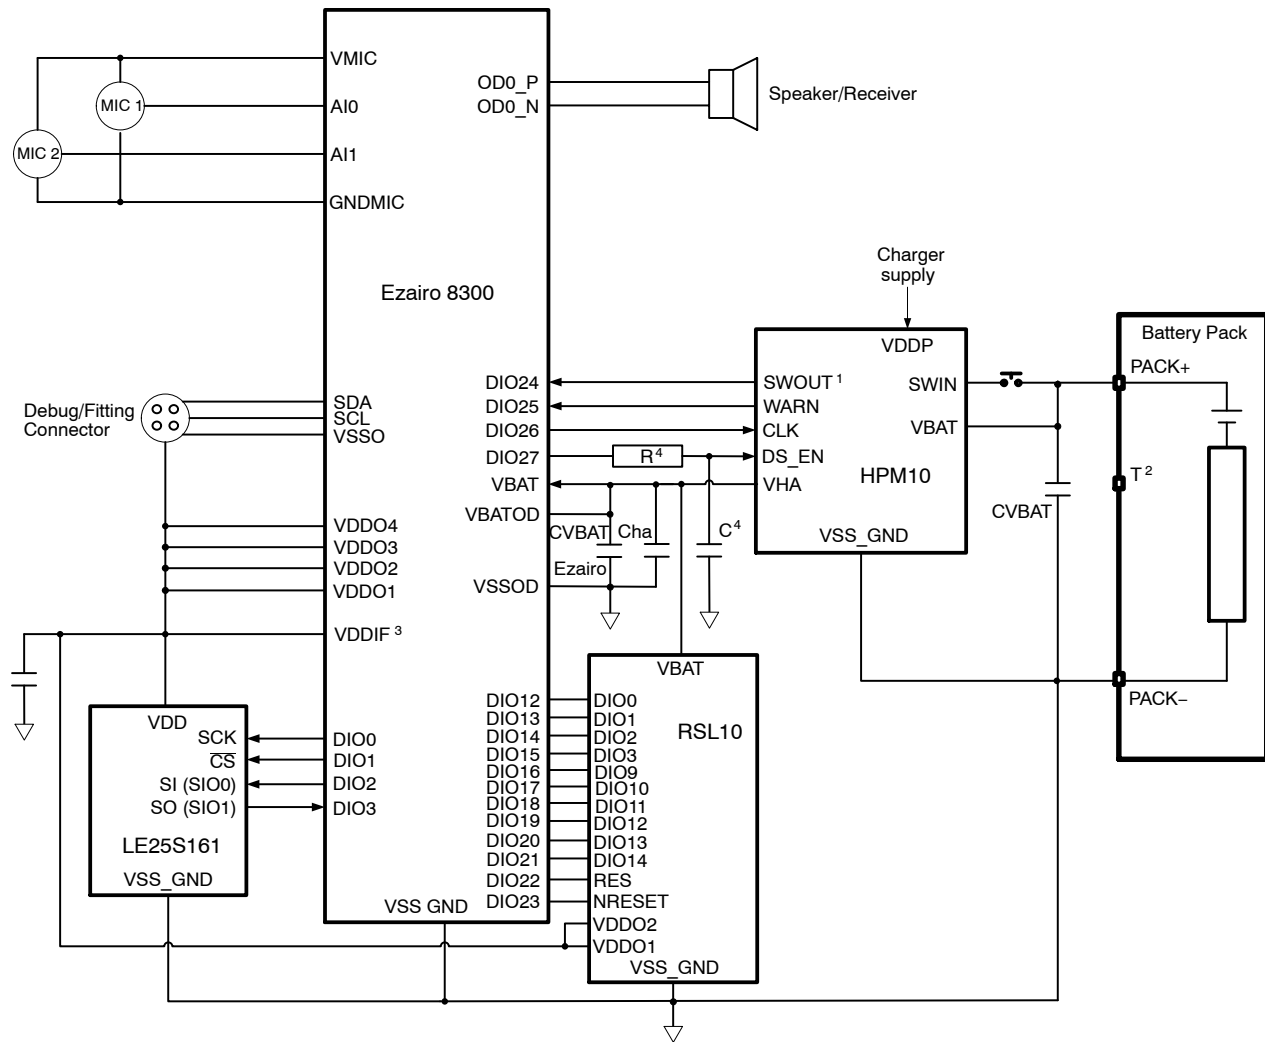 VMIC
MIC 1
AI0
MIC 2
AI1
GNDMIC
OD0_P
OD0_N
Speaker/Receiver
Ezairo 8300
Debug/Fitting
Connector
SDA
SCL
VSSO
VDDO4
VDDO3
VDDO2
VDDO1
VDDIF 3
DIO24
DIO25
DIO26
DIO27
VBAT
VBATOD
VSSOD
R4
CVBAT
Ezairo
Cha
C4
Charger
supply
VDDP
SWOUT 1
WARN
CLK
DS_EN
VHA
SWIN
VBAT
HPM10
VSS_GND
CVBAT
Battery Pack
PACK+
T 2
PACK−
VDD
SCK
CS
SI (SIO0)
SO (SIO1)
LE25S161
VSS_GND
DIO0
DIO1
DIO2
DIO3
VSS GND
DIO12
DIO13
DIO14
DIO15
DIO16
DIO17
DIO18
DIO19
DIO20
DIO21
DIO22
DIO23
VBAT
RSL10
DIO0
DIO1
DIO2
DIO3
DIO9
DIO10
DIO11
DIO12
DIO13
DIO14
RES
NRESET
VDDO2
VDDO1
VSS_GND